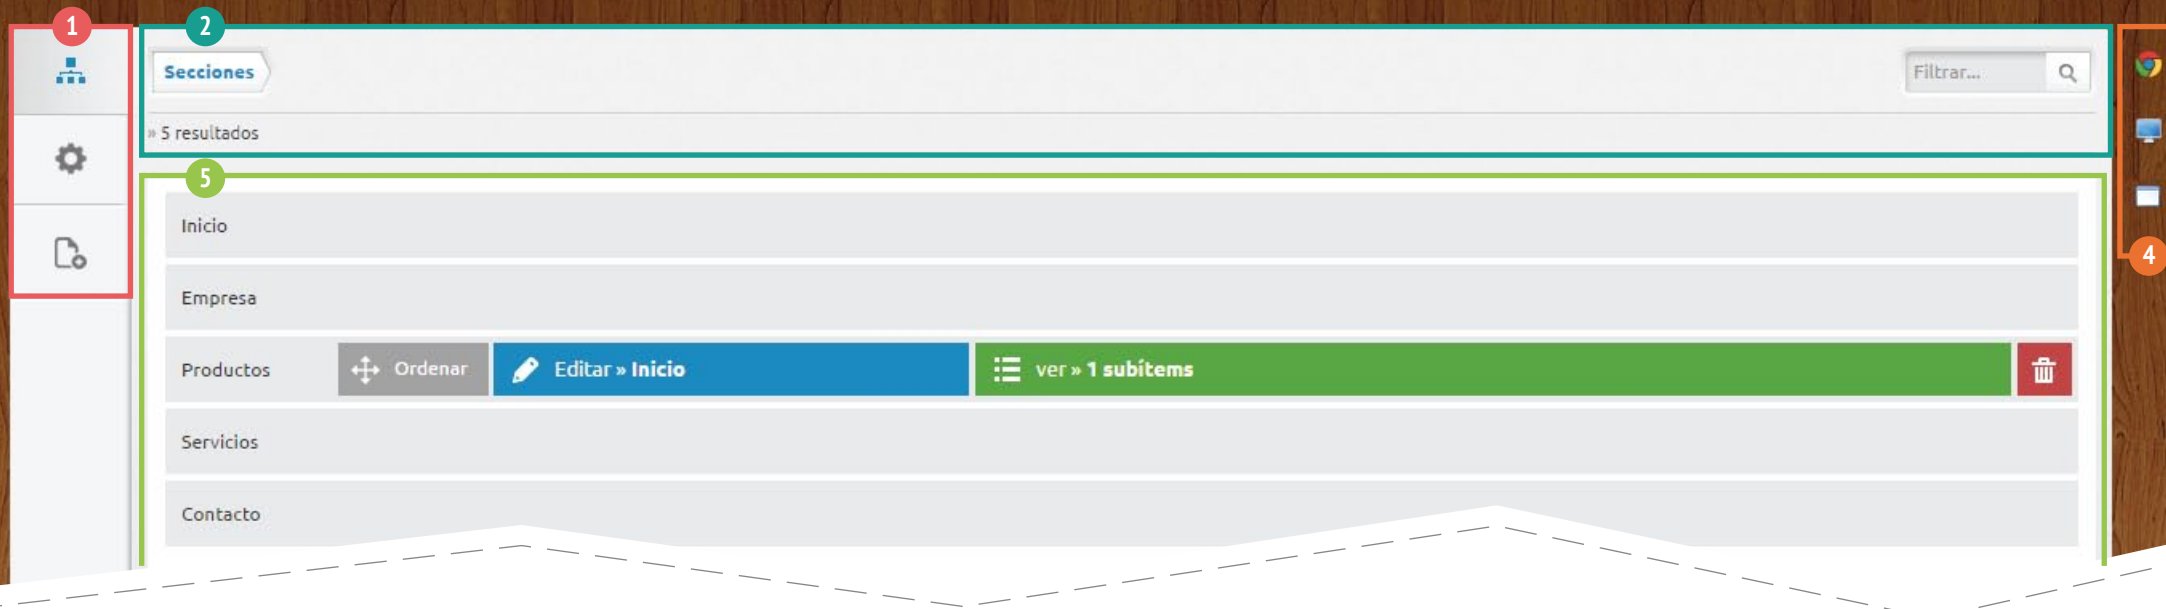 1
2
Secciones
Filtrar...
» 5 resultados
5
Inicio
Empresa
4
Productos
Ordenar
Editar » Inicio
ver » 1 subítems
Servicios
Contacto